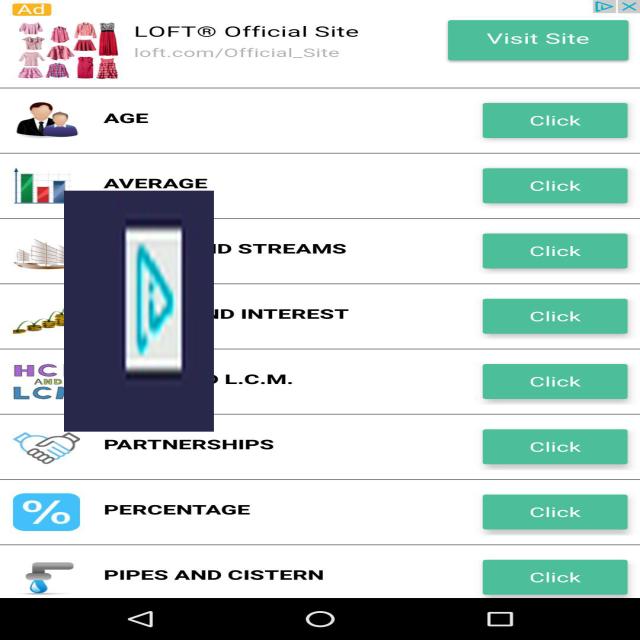 Ad
LOFT® Official Site
loft.com/Official_Site
Visit Site
AGE
Click
AVERAGE
Click
D STREAMS
Click
ND INTEREST
Click
HC
AND
LC
L.C.M.
Click
PARTNERSHIPS
Click
%
PERCENTAGE
Click
PIPES AND CISTERN
Click